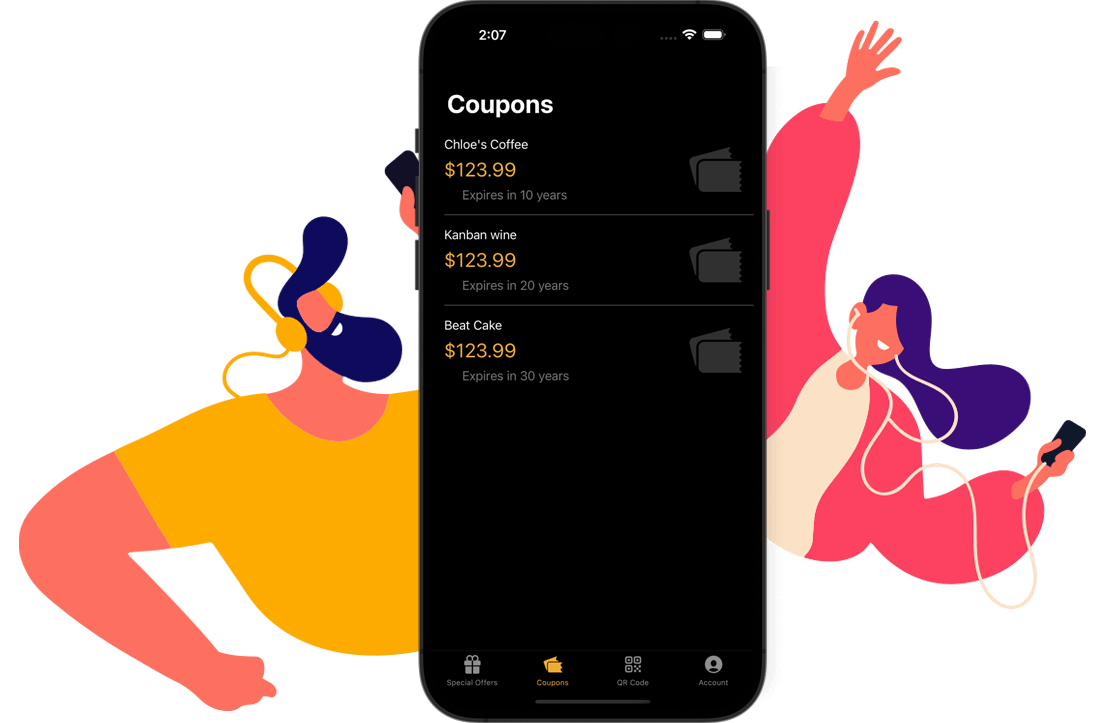 2:07
Coupons
Chloe's Coffee
$123.99
Expires in 10 years
Kanban wine
$123.99
Expires in 20 years
Beat Cake
$123.99
Expires in 30 years
Special Offers
Coupons
QR Code
Account